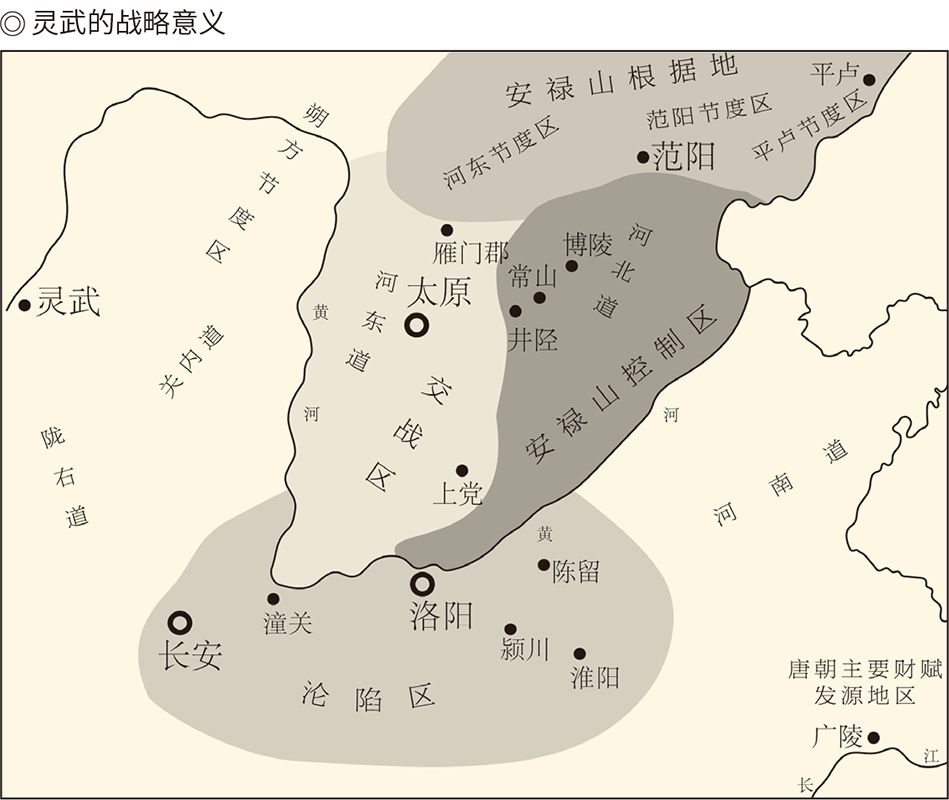 ◎ 灵武的战略意义
安禄山根据地
平卢
范阳节度区
平卢节度区
河东节度区
范阳
朔方节度区
雁门郡
博陵
河北道
常山
灵武
太原
河东道
井陉
黄
河
安禄山控制区
关内道
交战区
河
陇右道
上党
河南道
黄
陈留
潼关
洛阳
长安
颍川
淮阳
沦陷区
唐朝主要财赋
发源地区
广陵
长
江